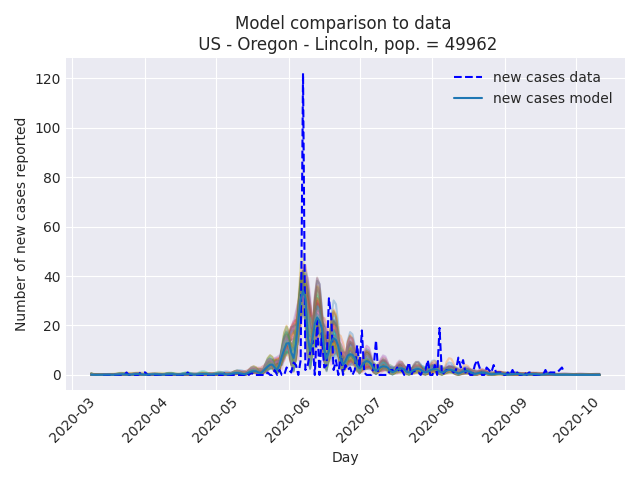 Model comparison to data
US - Oregon - Lincoln, pop. = 49962
new cases data
new cases model
Number of new cases reported
120
100
80
60
40
20
0
2020-03
2020-04
2020-05
2020-06
2020-07
2020-08
2020-09
2020-10
Day